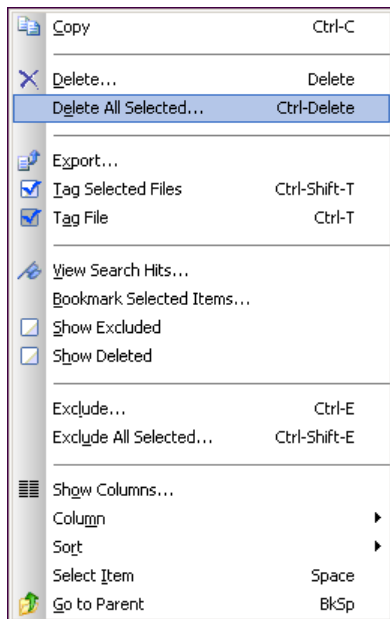 Copy Ctrl-C
Delete... Delete
Delete All Selected... Ctrl-Delete
Export...
Tag Selected Files Ctrl-Shift-T
Tag File Ctrl-T
View Search Hits...
Bookmark Selected Items...
Show Excluded
Show Deleted
Exclude... Ctrl-E
Exclude All Selected... Ctrl-Shift-E
Show Columns...
Column
Sort
Select Item Space
Go to Parent BkSp